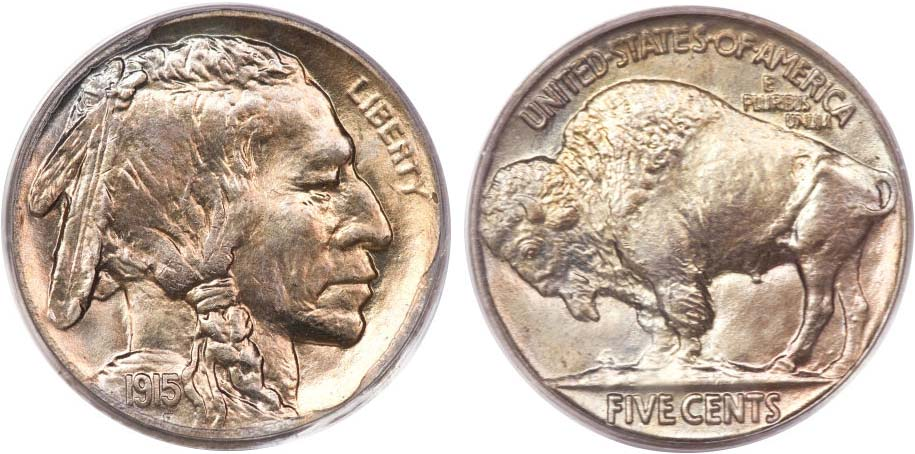 LIBERTY
1915
F
UNITED·STATES·OF·AMERICA
E
PLURIBUS
UNUM
FIVE CENTS